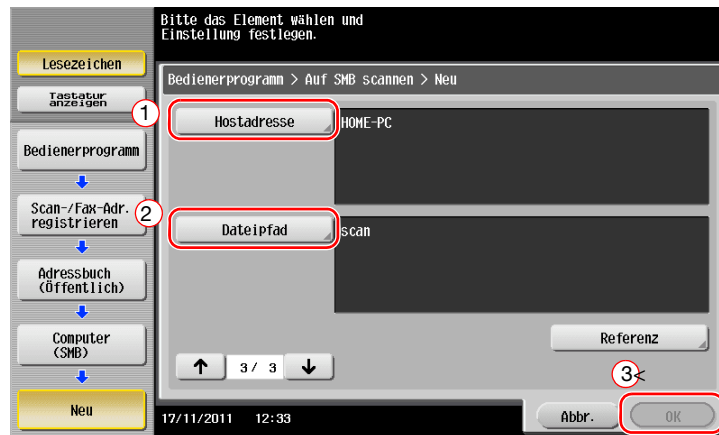 Bitte das Element wählen und
Einstellung festlegen.
Lesezeichen
Tastatur
anzeigen
Bedienerprogramm > Auf SMB scannen > Neu
1
Hostadresse
HOME-PC
Bedienerprogramm
Scan-/Fax-Adr.
registrieren
2
Dateipfad
scan
Adressbuch
(Öffentlich)
Computer
(SMB)
Referenz
3/ 3
3<
Neu
17/11/2011 12:33
Abbr.
OK